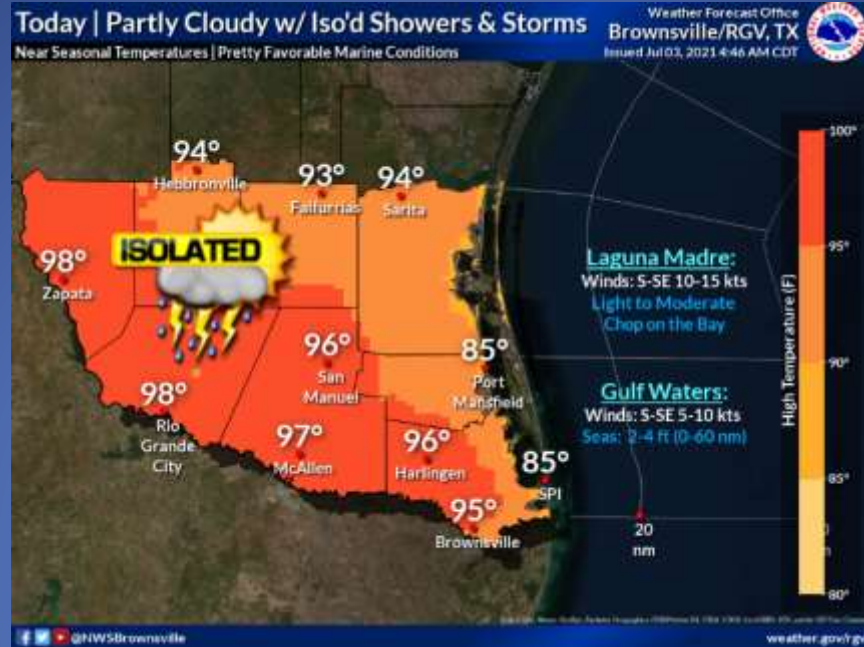 Today | Partly Cloudy w/ Iso'd Showers & Storms
Near Seasonal Temperatures | Pretty Favorable Marine Conditions
Weather Forecast Office
Brownsville/RGV, TX
Issued Jul 03, 2021 4:46 AM CDT
94°
Hebbronville
93°
Falfurrias
94°
Sarita
ISOLATED
98°
Zapata
96°
San
Manuel
85°
Port
Mansfield
98°
Rio
Grande
City
97°
McAllen
96°
Harlingen
85°
SPI
95°
Brownsville
Laguna Madre:
Winds: S-SE 10-15 kts
Light to Moderate
Chop on the Bay
Gulf Waters:
Winds: S-SE 5-10 kts
Seas: 2-4 ft (0-60 nm)
20
nm
High Temperature (F)
100°
95°
90°
85°
80°
@NWSBrownsville
weather.gov/rgv